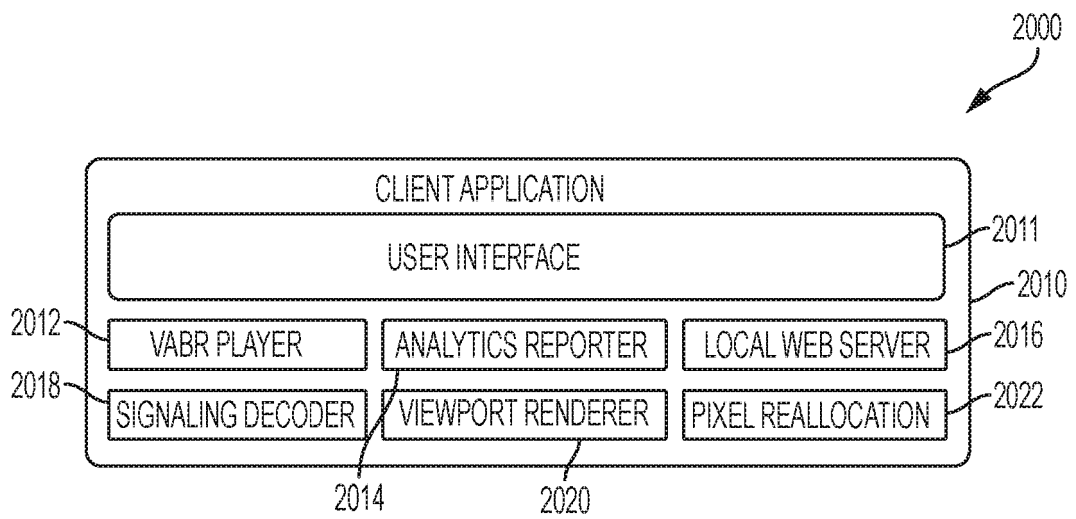 2000
CLIENT APPLICATION
USER INTERFACE
2011
2010
2012
VABR PLAYER
ANALYTICS REPORTER
LOCAL WEB SERVER
2016
2018
SIGNALING DECODER
VIEWPORT RENDERER
PIXEL REALLOCATION
2022
2014
2020